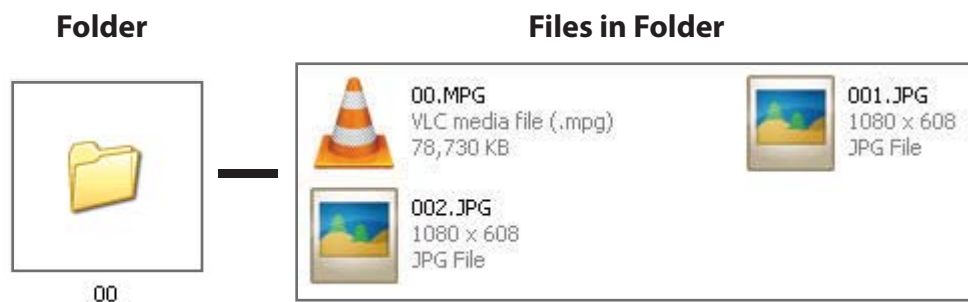 Folder
Files in Folder
00.MPG
VLC media file (.mpg)
78,730 KB
001.JPG
1080 x 608
JPG File
002.JPG
1080 x 608
JPG File
00